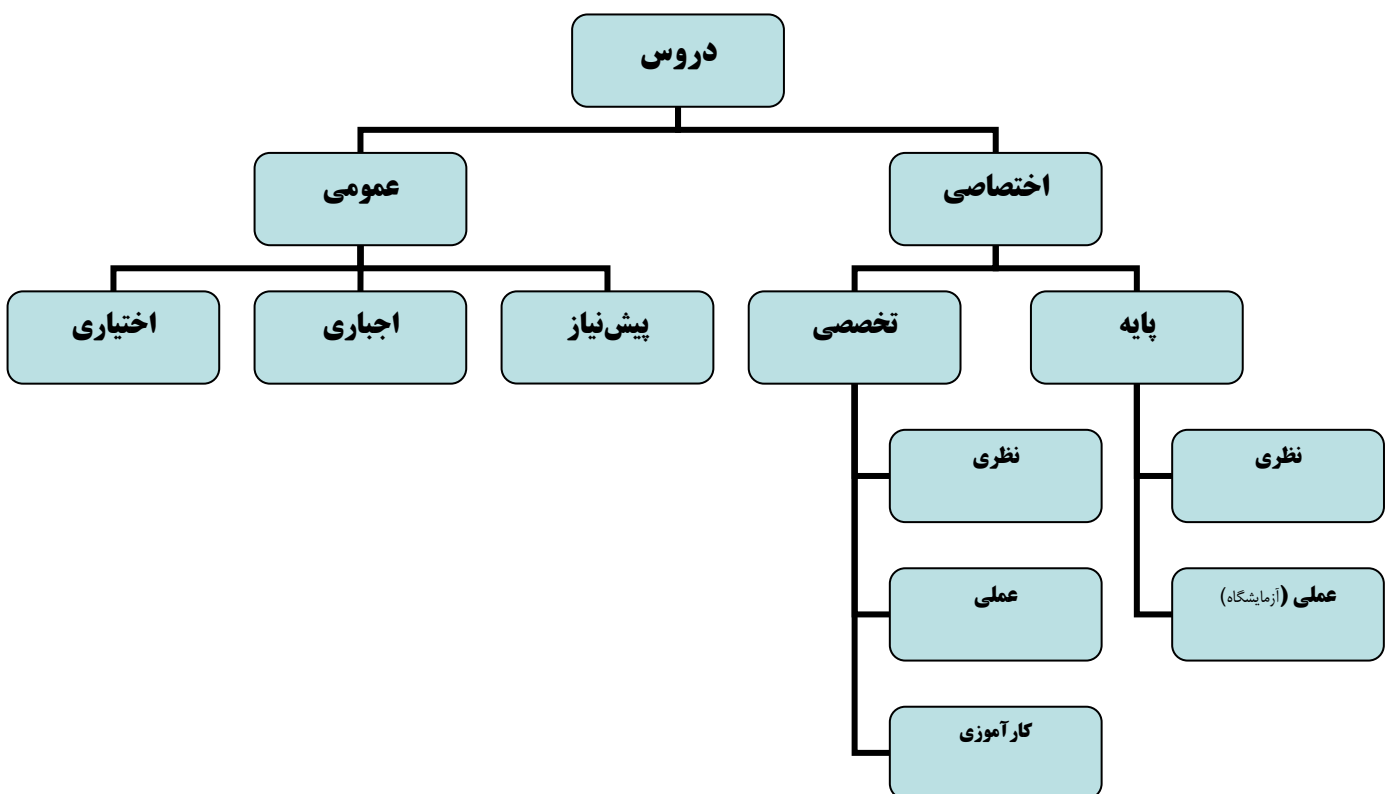 دروس
اختصاصی
عمومی
پایه
تخصصی
پیش‌نیاز
اجباری
اختیاری
نظری
نظری
عملی (آزمایشگاه)
عملی
کارآموزی